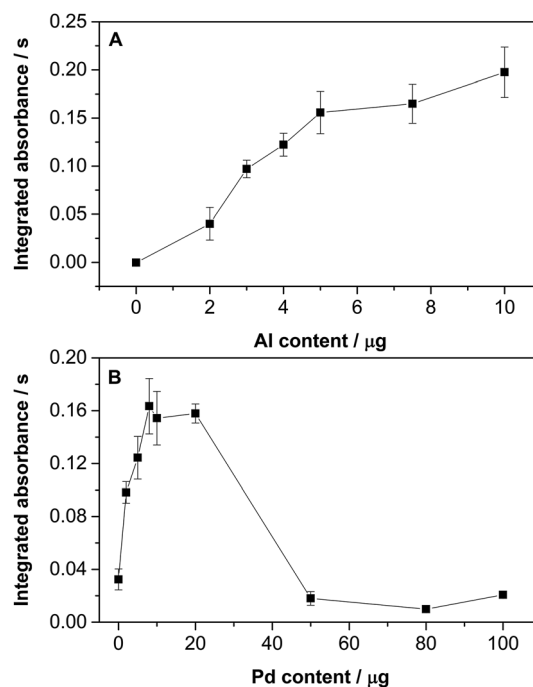 A
Integrated absorbance / s
0.20
0.15
0.10
0.05
0.00
0 2 4 6 8 10
Al content / μg
B
Integrated absorbance / s
0.20
0.16
0.12
0.08
0.04
0.00
0 20 40 60 80 100
Pd content / μg